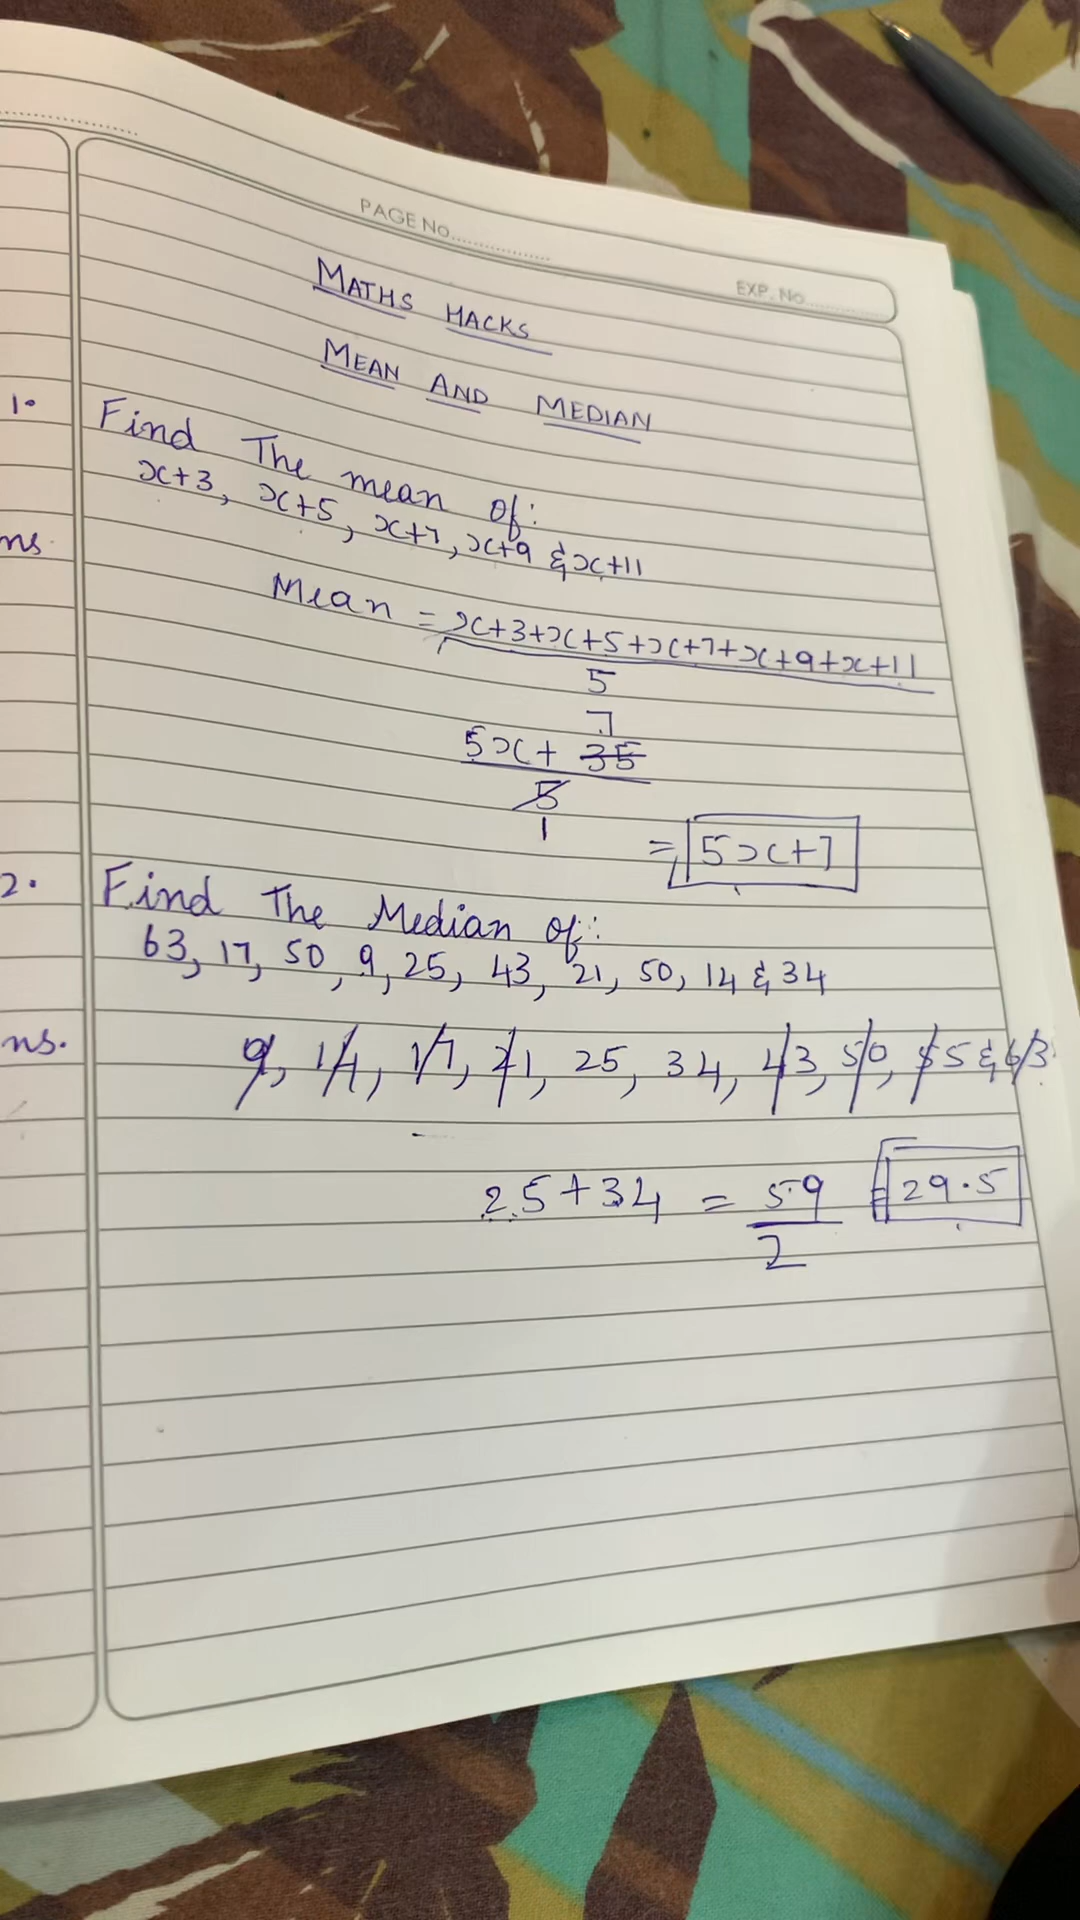 PAGE No.....................
EXP. No.................
MATHS HACKS
MEAN AND MEDIAN
1. Find The mean of:
x+3, x+5, x+7, x+9 & x+11
ns.
Mean = x+3+x+5+x+7+x+9+x+11
5
7
5x + 35
5
1
= 5x+7
2. Find The Median of:
63, 17, 50, 9, 25, 43, 21, 50, 14 & 34
ns. 9, 14, 17, 21, 25, 34, 43, 50, 55 & 63
25+34 = 59 = 29.5
2